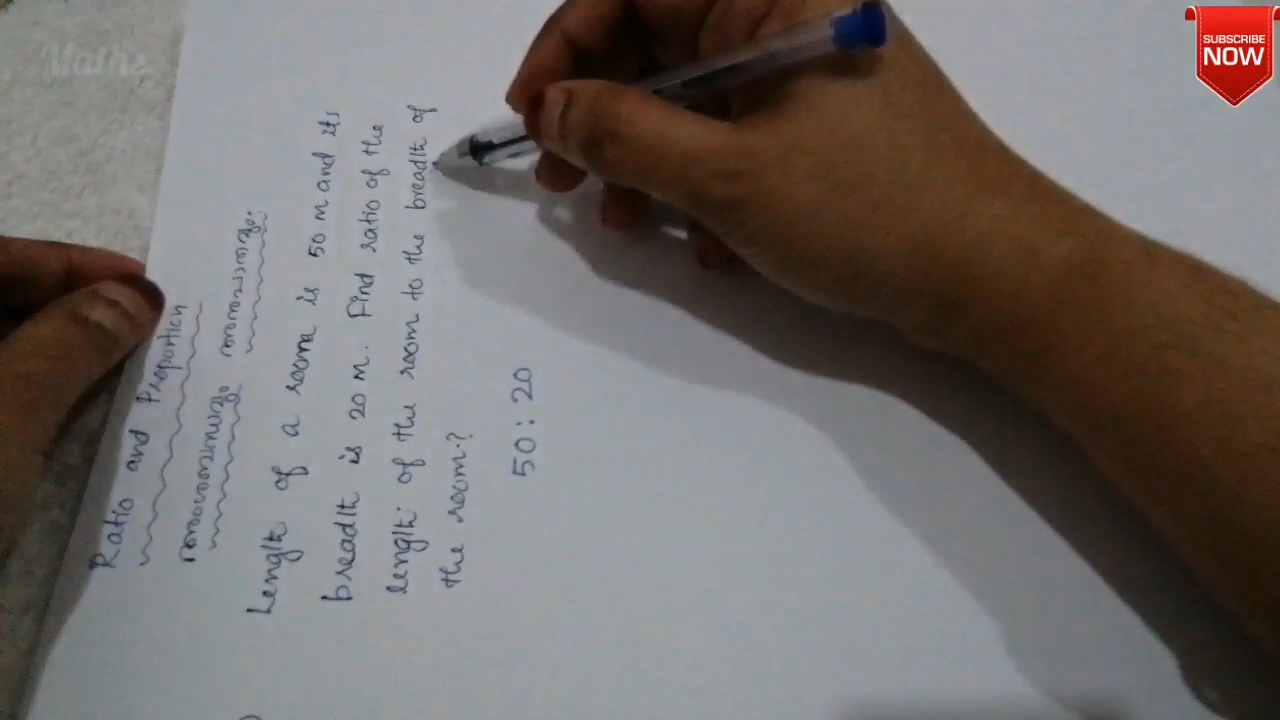 Maths
SUBSCRIBE
NOW
Ratio and Proportion
Length of a room is 50 m and its
breadth is 20 m. Find ratio of the
length of the room to the breadth of
the room.?
50 : 20